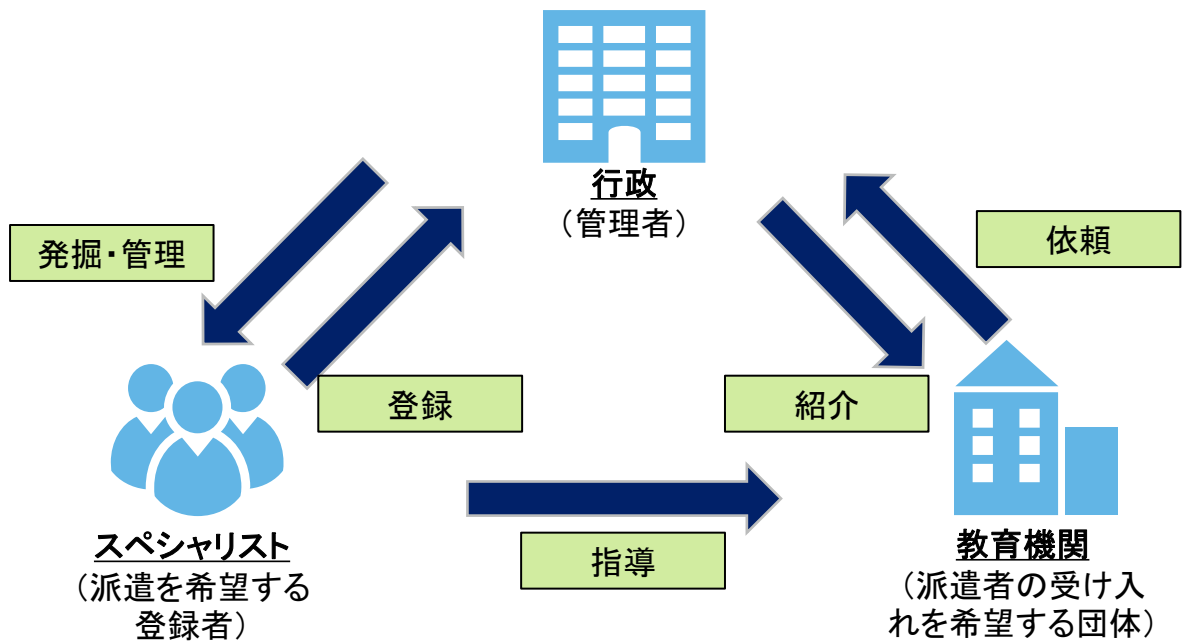 行政
（管理者）
発掘・管理
依頼
登録
紹介
スペシャリスト
（派遣を希望する
登録者）
指導
教育機関
（派遣者の受け入
れを希望する団体）